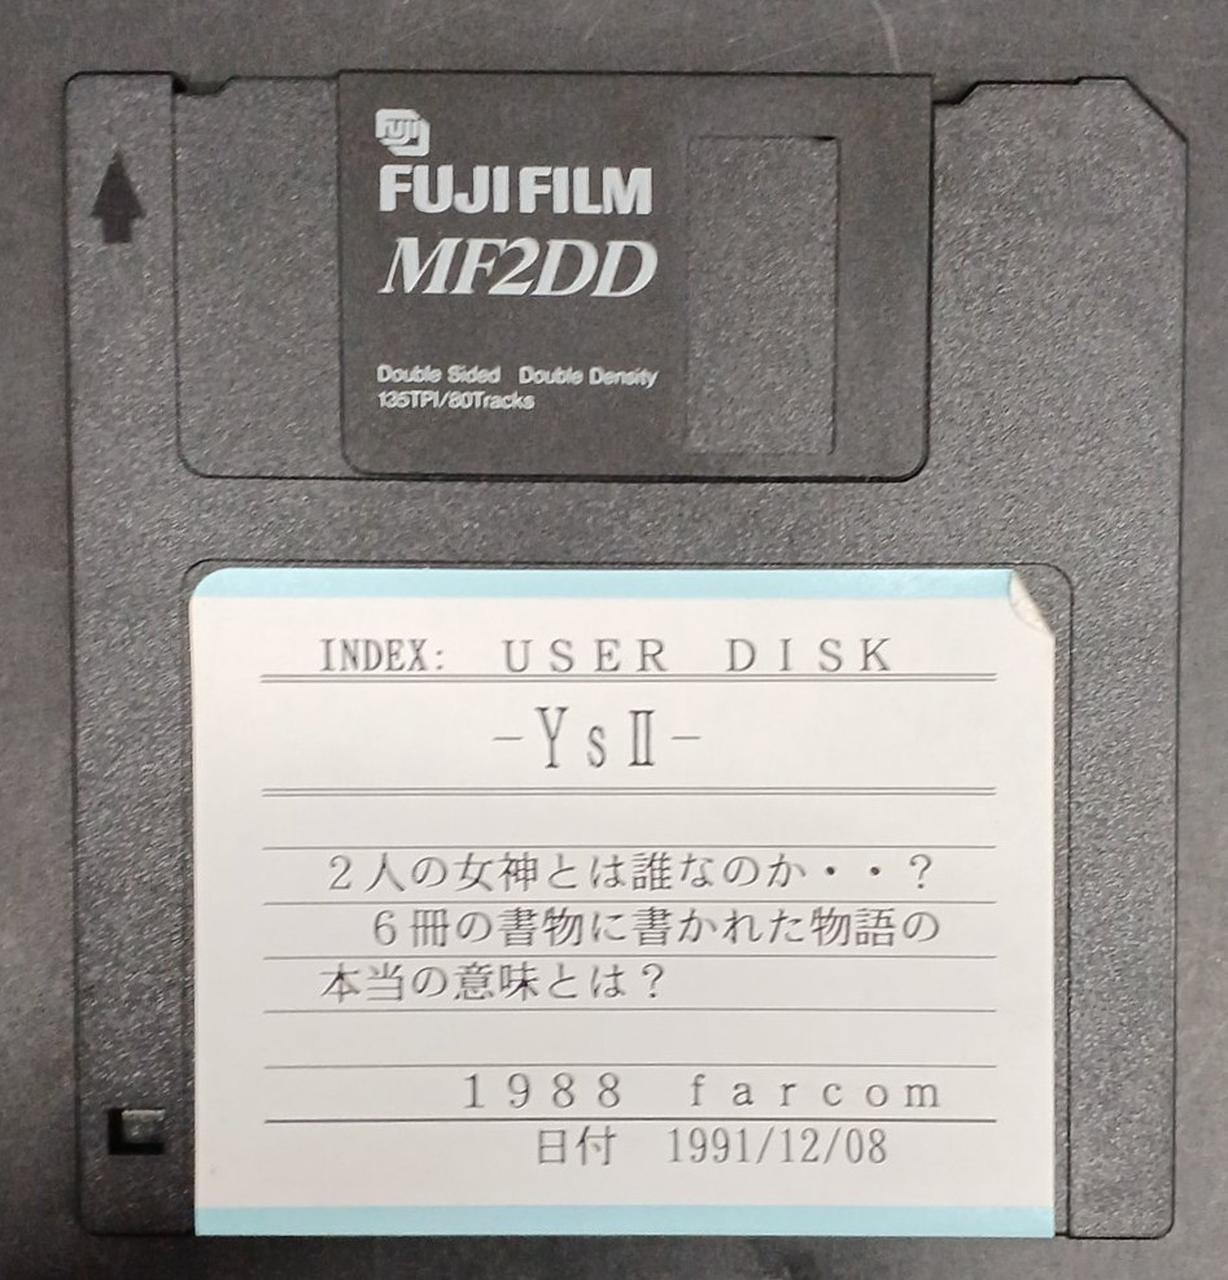 Fuji
FUJIFILM
MF2DD
Double Sided Double Density
135TPI/80Tracks
INDEX: ＵＳＥＲ ＤＩＳＫ
－ＹｓⅡ－
２人の女神とは誰なのか・・？
６冊の書物に書かれた物語の
本当の意味とは？
１９８８ ｆａｒｃｏｍ
日付 1991/12/08